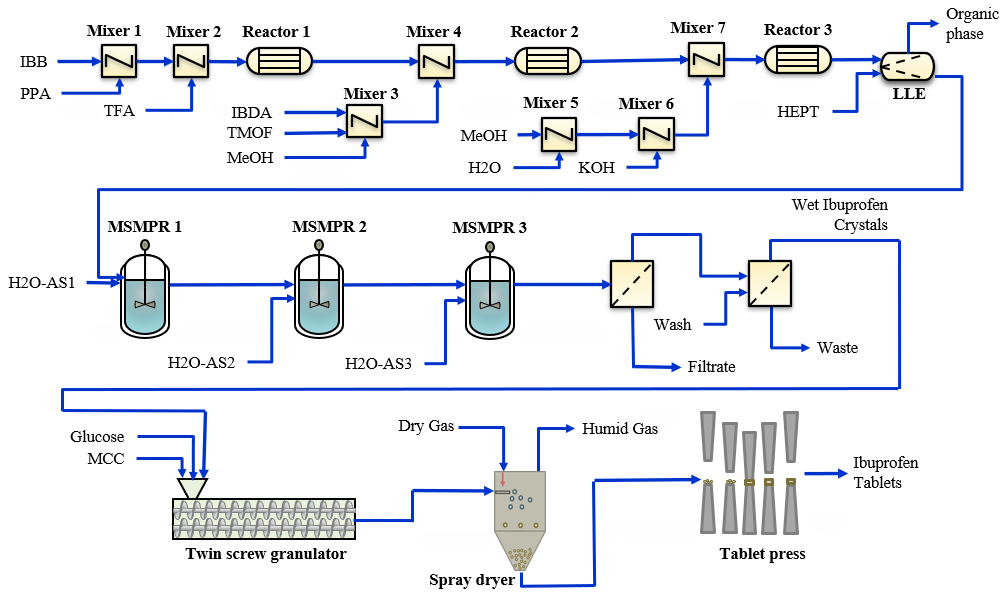 Mixer 1
Mixer 2
Reactor 1
Mixer 4
Reactor 2
Mixer 7
Reactor 3
Organic
phase
IBB
PPA
TFA
Mixer 3
IBDA
TMOF
MeOH
Mixer 5
Mixer 6
MeOH
H2O
KOH
HEPT
LLE
Wet Ibuprofen
Crystals
MSMPR 1
MSMPR 2
MSMPR 3
H2O-AS1
H2O-AS2
H2O-AS3
Wash
Waste
Filtrate
Glucose
MCC
Dry Gas
Humid Gas
Ibuprofen
Tablets
Twin screw granulator
Spray dryer
Tablet press